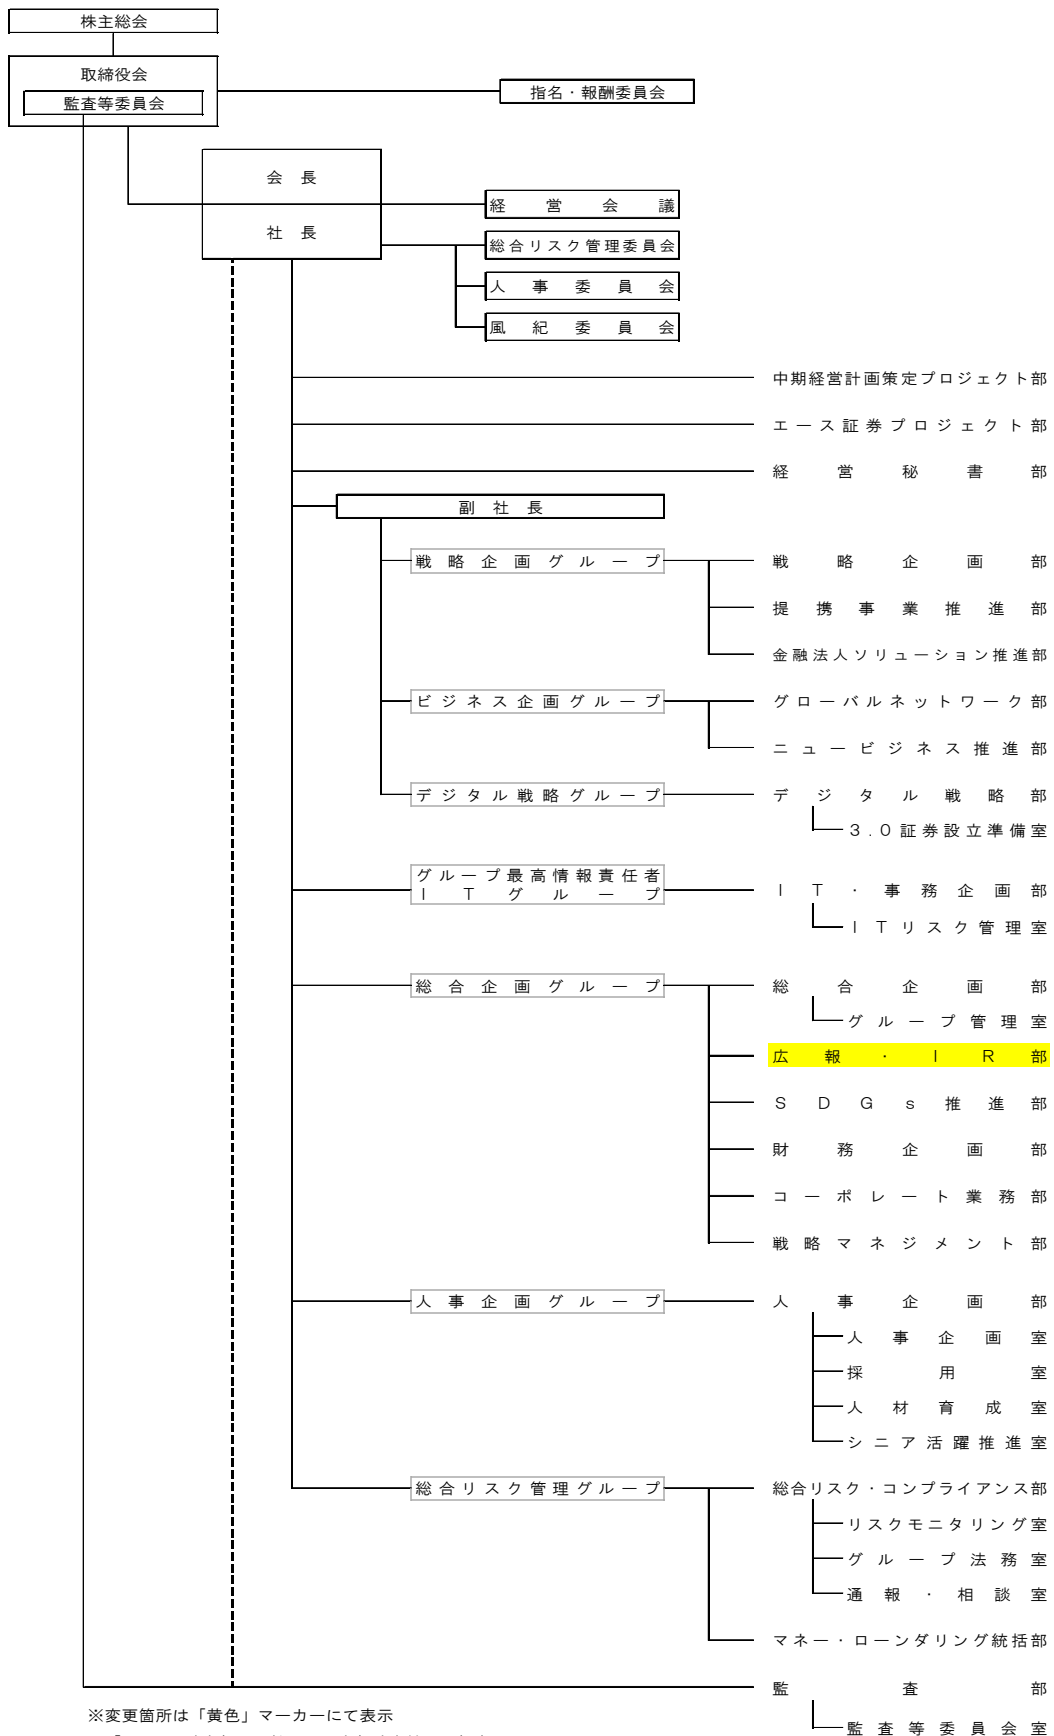 株主総会
取締役会
監査等委員会
指名・報酬委員会
会長
社長
経営会議
総合リスク管理委員会
人事委員会
風紀委員会
中期経営計画策定プロジェクト部
エース証券プロジェクト部
経営秘書部
副社長
戦略企画グループ
戦略企画部
提携事業推進部
金融法人ソリューション推進部
ビジネス企画グループ
グローバルネットワーク部
ニュービジネス推進部
デジタル戦略グループ
デジタル戦略部
3.0証券設立準備室
グループ最高情報責任者
ITグループ
IT・事務企画部
ITリスク管理室
総合企画グループ
総合企画部
グループ管理室
広報・IR部
SDGs推進部
財務企画部
コーポレート業務部
戦略マネジメント部
人事企画グループ
人事企画部
人事企画室
採用室
人材育成室
シニア活躍推進室
総合リスク管理グループ
総合リスク・コンプライアンス部
リスクモニタリング室
グループ法務室
通報・相談室
マネー・ローンダリング統括部
監査部
※変更箇所は「黄色」マーカーにて表示
監査等委員会室